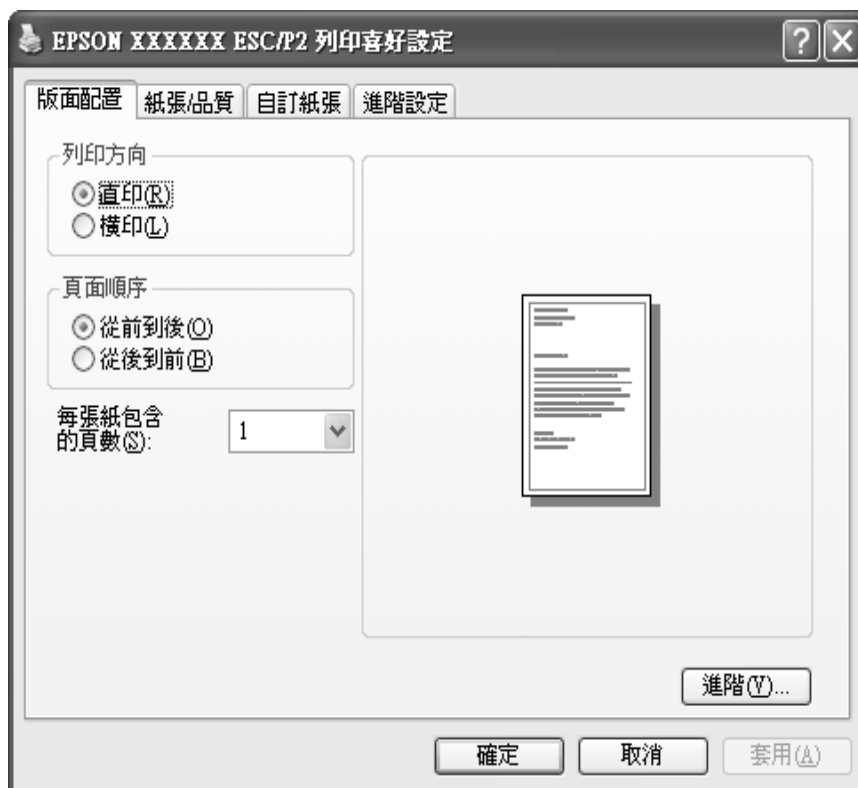 EPSON XXXXXX ESC/P2 列印喜好設定
版面配置 紙張/品質 自訂紙張 進階設定
列印方向
直印(R)
橫印(L)
頁面順序
從前到後(O)
從後到前(B)
每張紙包含
的頁數(S):
1
進階(V)...
確定 取消 套用(A)